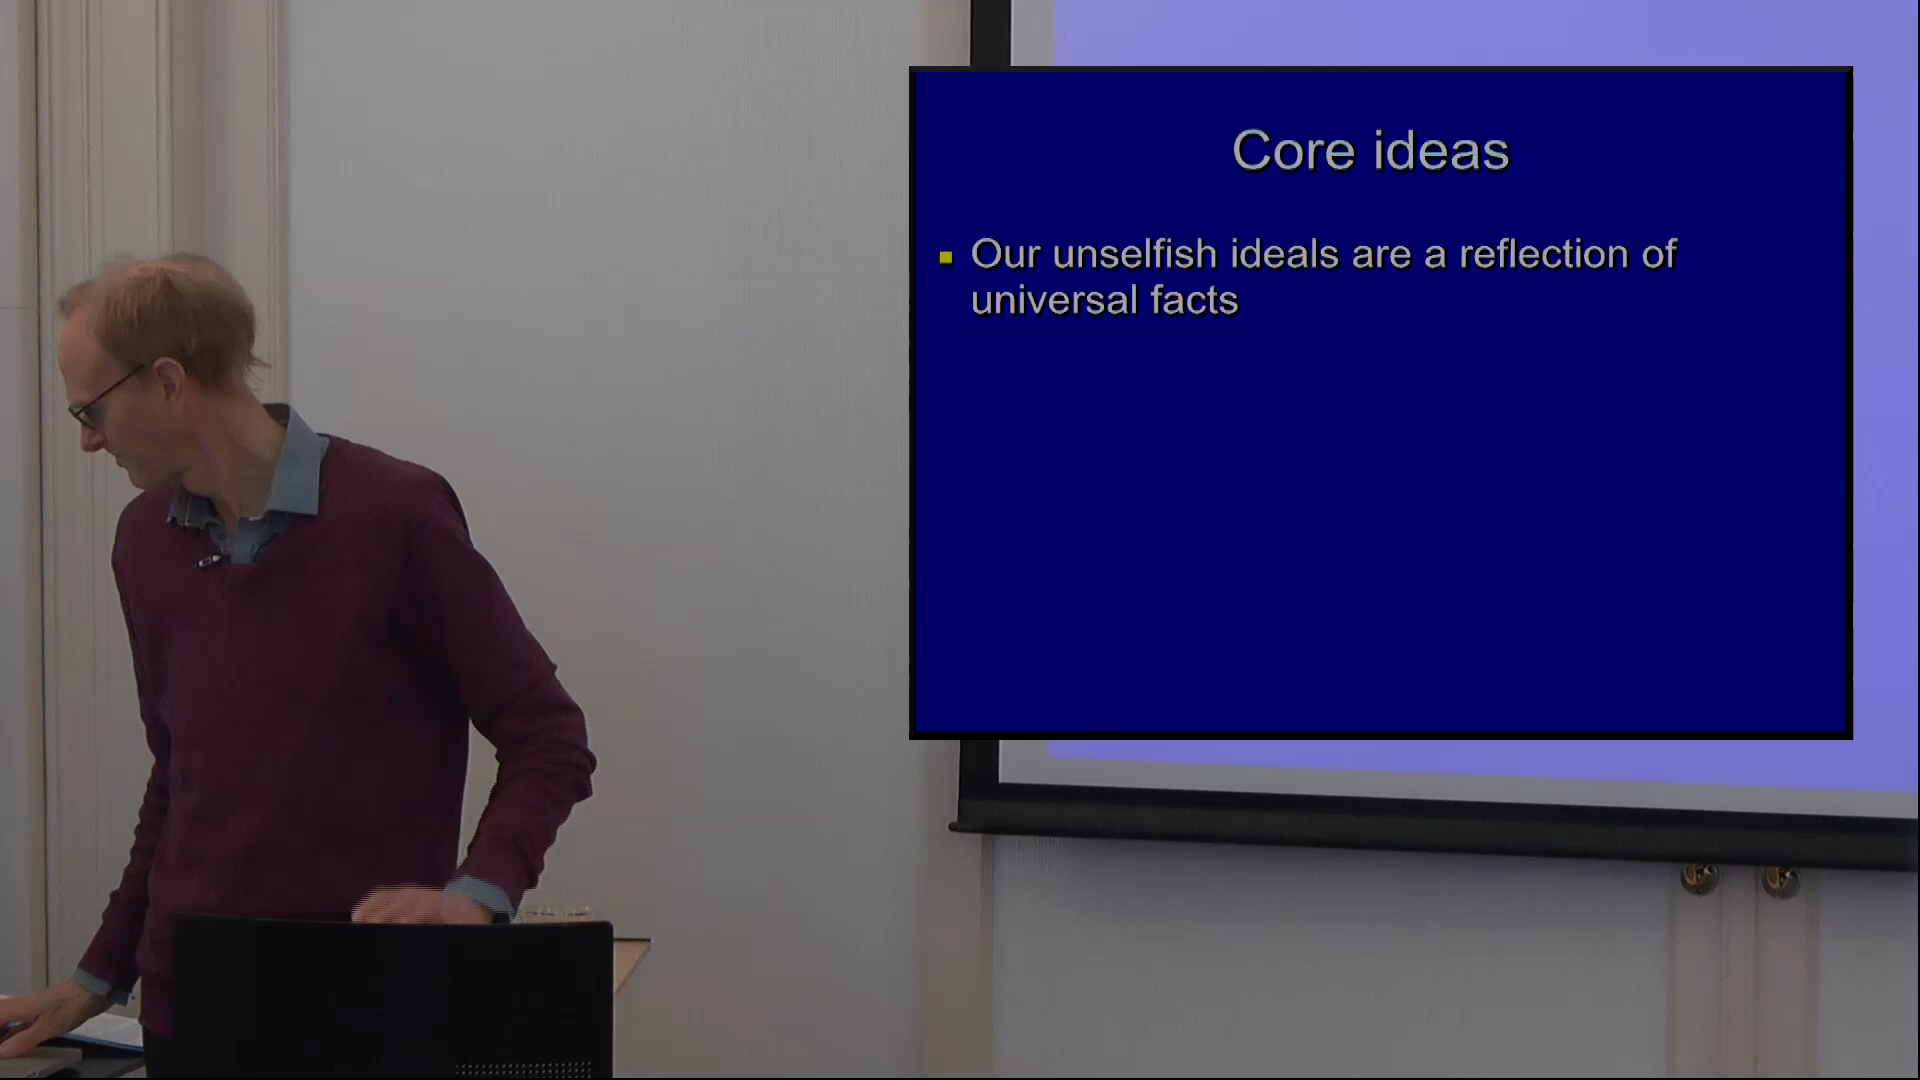 Core ideas
Our unselfish ideals are a reflection of
universal facts